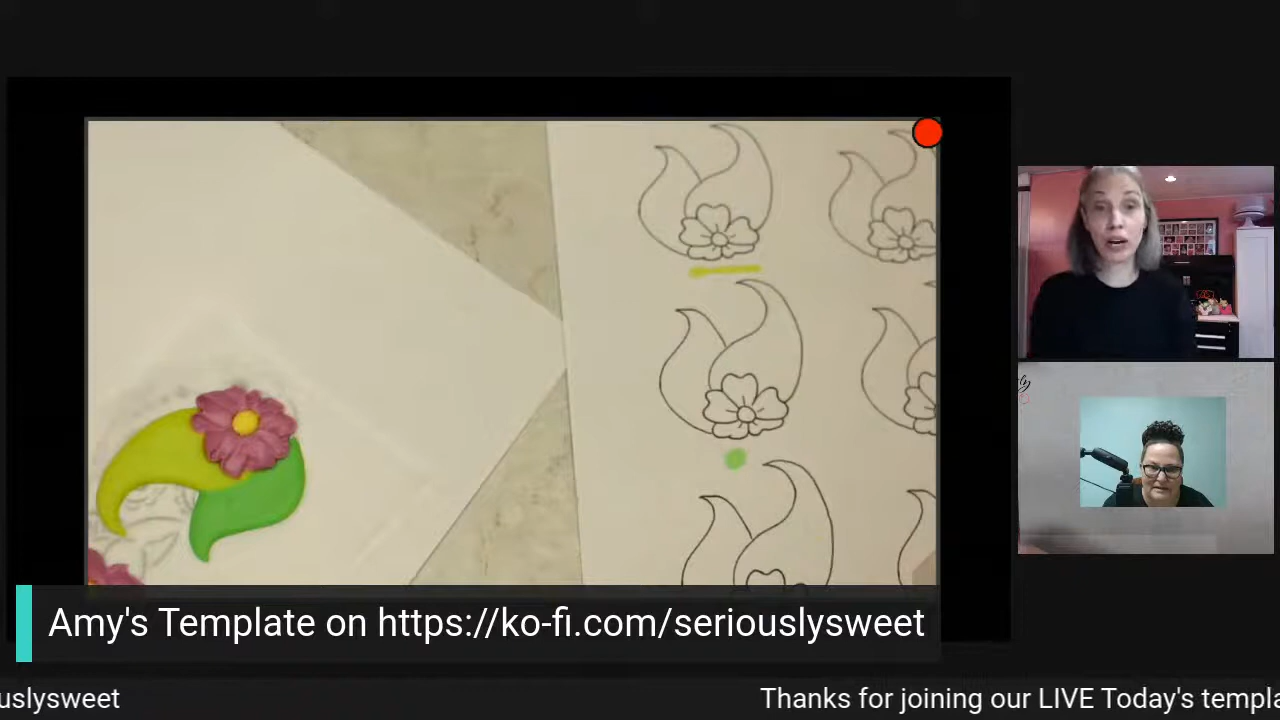 Amy's Template on https://ko-fi.com/seriouslysweet
uslysweet
Thanks for joining our LIVE Today's templa